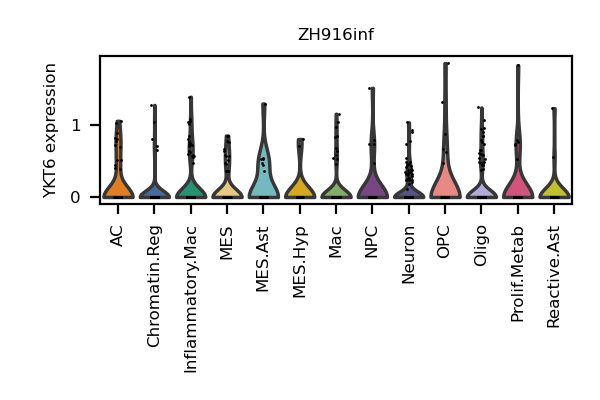 ZH916inf
YKT6 expression
1
0
AC
Chromatin.Reg
Inflammatory.Mac
MES
MES.Ast
MES.Hyp
Mac
NPC
Neuron
OPC
Oligo
Prolif.Metab
Reactive.Ast